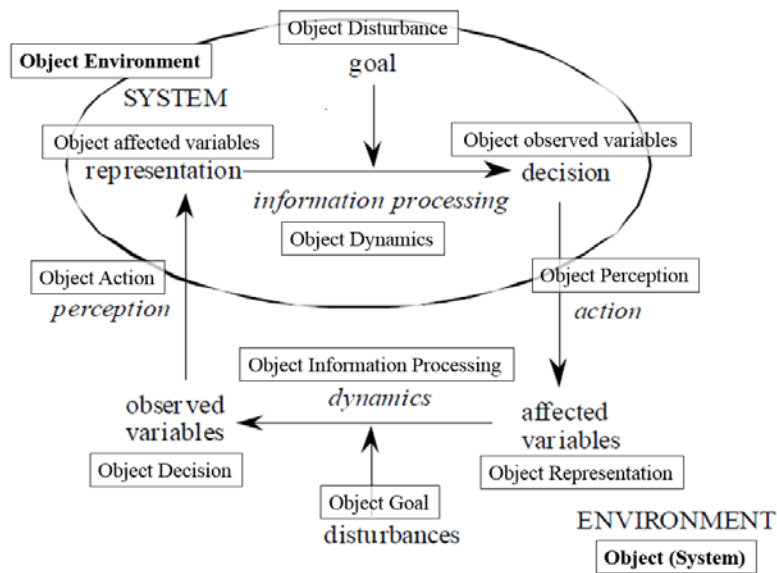 Object Disturbance
goal
Object Environment
SYSTEM
Object affected variables
representation
Object observed variables
decision
information processing
Object Dynamics
Object Action
perception
Object Perception
action
Object Information Processing
dynamics
observed
variables
Object Decision
affected
variables
Object Representation
Object Goal
disturbances
ENVIRONMENT
Object (System)